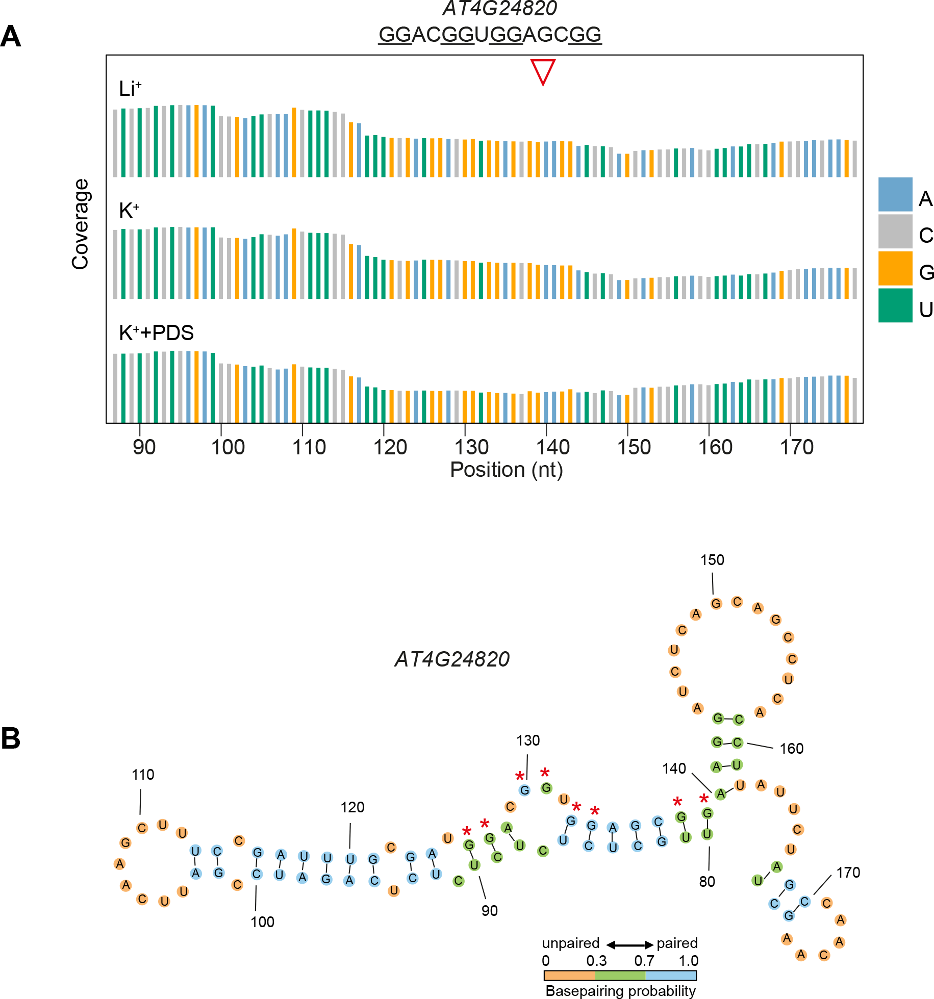 AT4G24820
A
GGACGGUGGAGCGG
Li⁺
K⁺
K⁺+PDS
Coverage
A
C
G
U
90 100 110 120 130 140 150 160 170
Position (nt)
B
AT4G24820
150
G C A
A G
C C
U C
C U
U C
A A
G C
G C
160
A U
140
A U A U
U
C
U
A
U
G
C
170
C C
G A
A A
A C
130
* *
G G
C U
* *
* *
110
120
* *
C U U
G U C C G A U U U G C G A U G G A G G A G C G G
A A G C C U A G A C U C U C U C U C U C U C G U U
A
C U U
100
90
80
unpaired paired
0 0.3 0.7 1.0
Basepairing probability